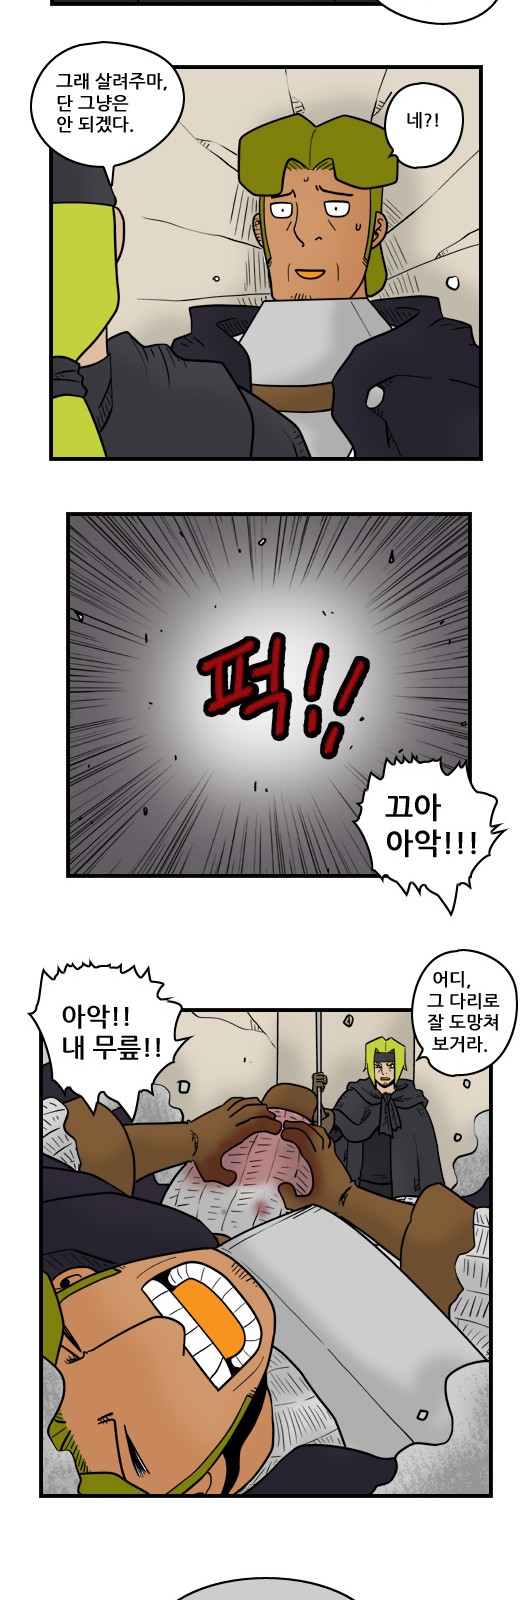 그래 살려주마,
단 그냥은
안 되겠다.
네?!
퍽!!
끄아
아악!!!
아악!!
내 무릎!!
어디,
그 다리로
잘 도망쳐
보거라.